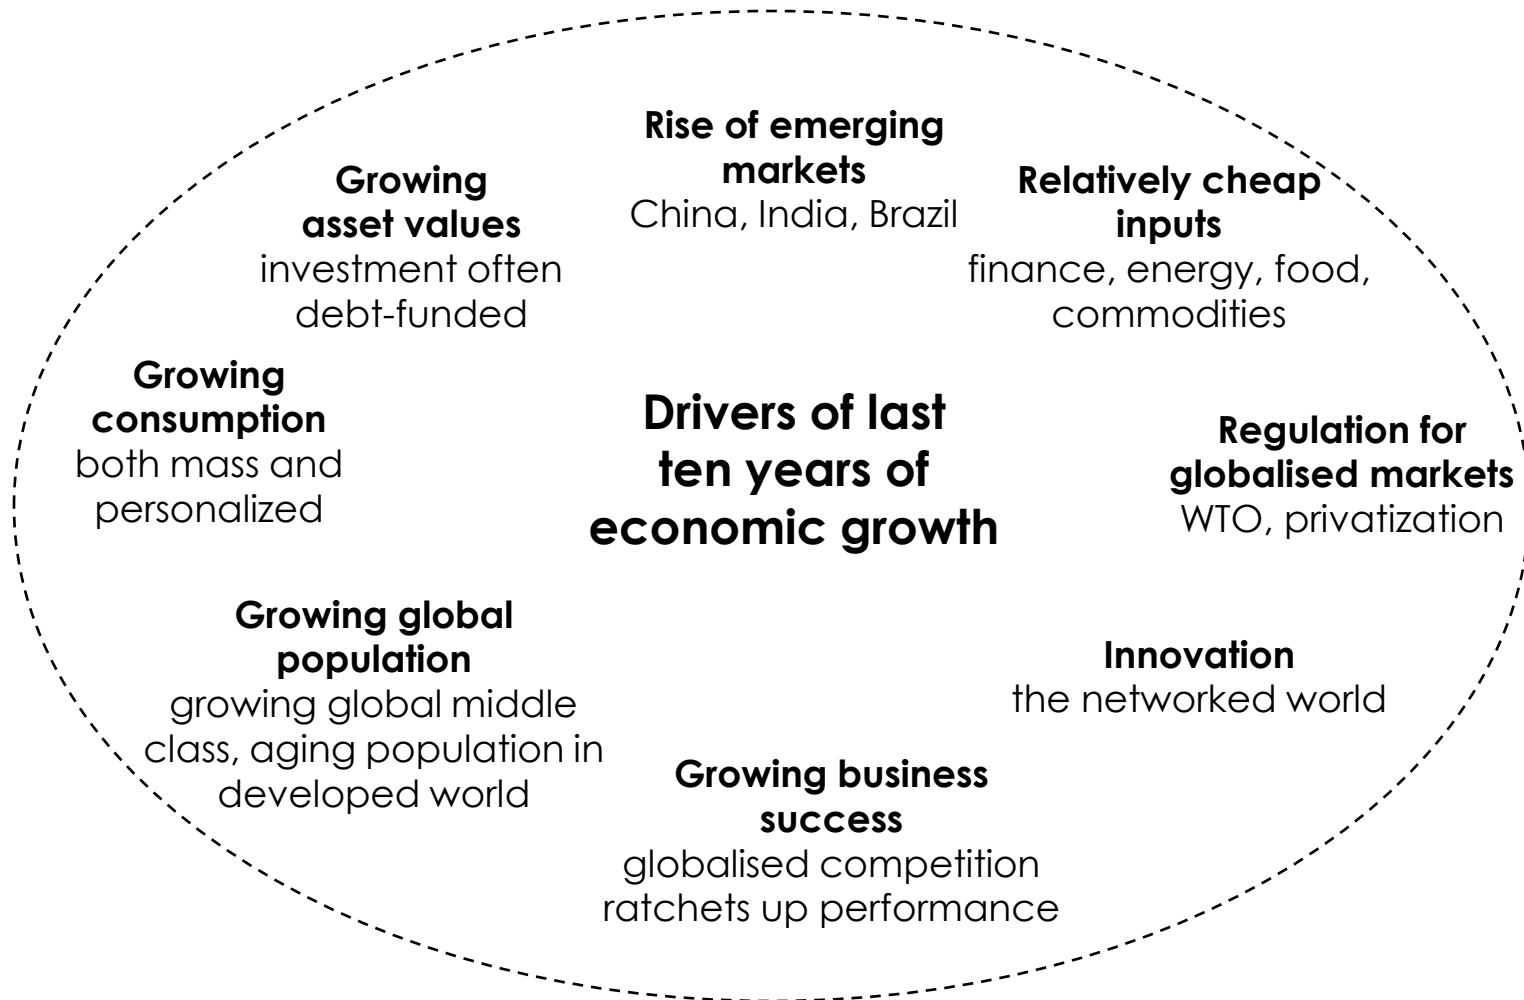 Rise of emerging
markets
China, India, Brazil
Growing
asset values
investment often
debt-funded
Relatively cheap
inputs
finance, energy, food,
commodities
Growing
consumption
both mass and
personalized
Drivers of last
ten years of
economic growth
Regulation for
globalised markets
WTO, privatization
Growing global
population
growing global middle
class, aging population in
developed world
Innovation
the networked world
Growing business
success
globalised competition
ratchets up performance